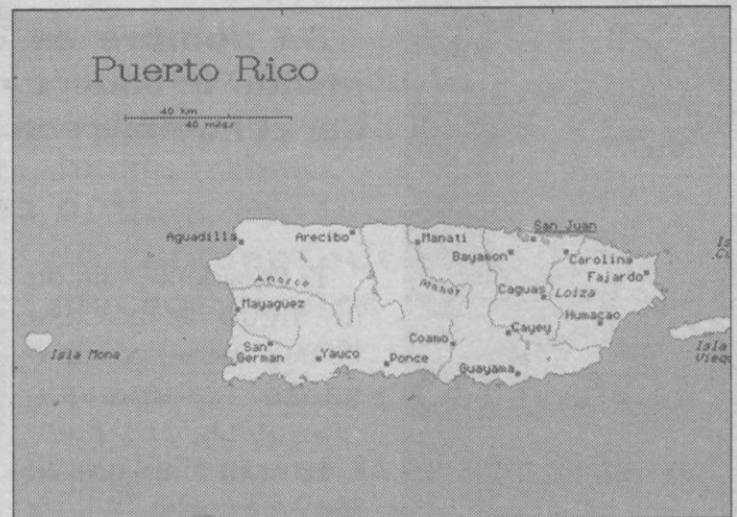 Puerto Rico
40 km
40 miles
San Juan
Aguadilla
Arecibo
Manati
Bayamon
Carolina
Fajardo
Anasco
Caguas
Loiza
Mayaguez
Humacao
Cayey
Coamo
San
German
Yauco
Ponce
Guayama
Isla Mona
Isla